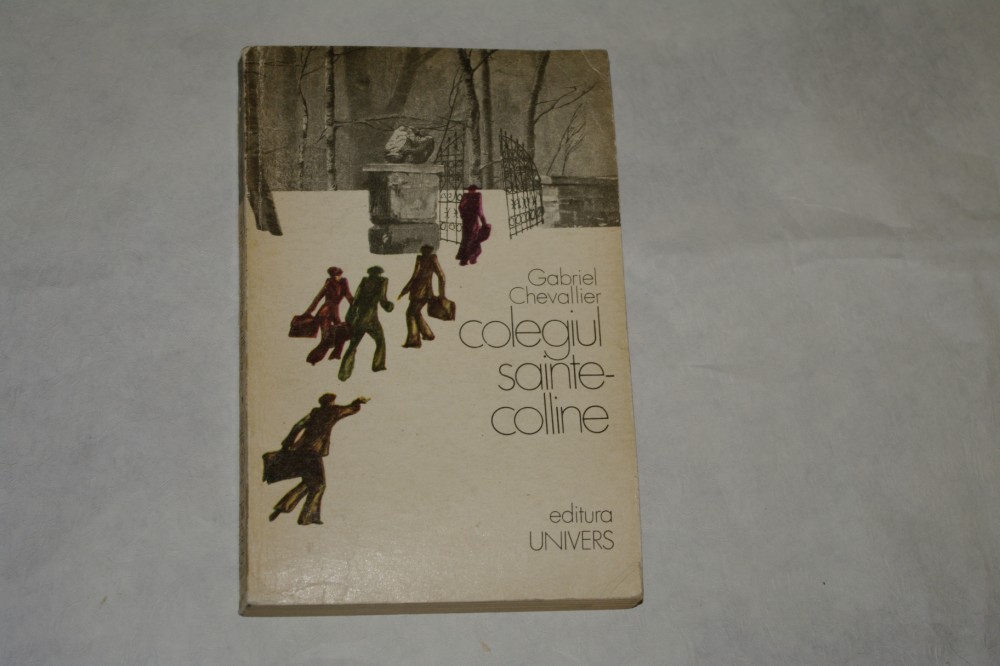 Gabriel
Chevallier
colegiul
sainte-
colline
editura
UNIVERS